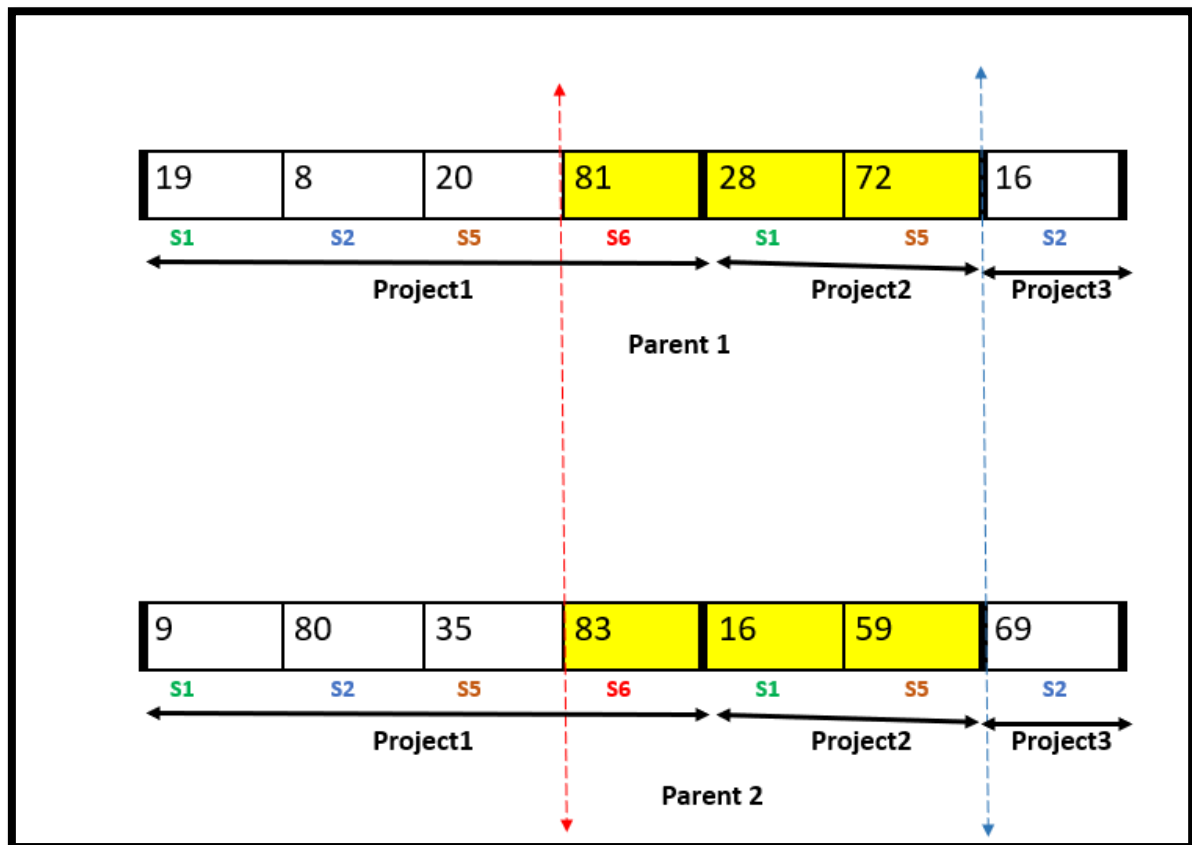 19 8 20 81 28 72 16
S1 S2 S5 S6 S1 S5 S2
Project1 Project2 Project3
Parent 1
9 80 35 83 16 59 69
S1 S2 S5 S6 S1 S5 S2
Project1 Project2 Project3
Parent 2